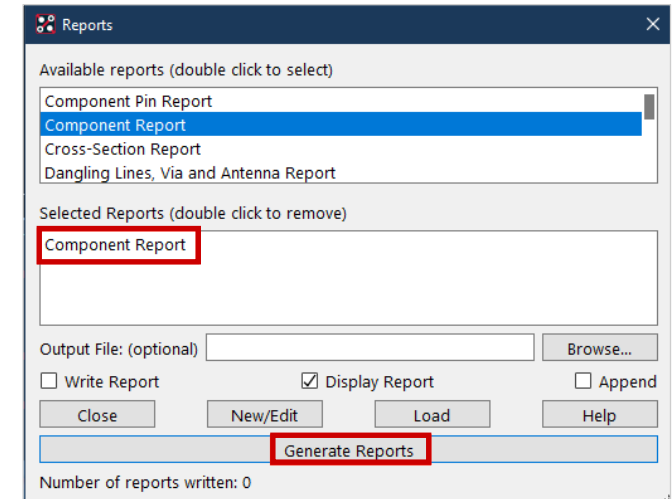 Reports
Available reports (double click to select)
Component Pin Report
Component Report
Cross-Section Report
Dangling Lines, Via and Antenna Report
Selected Reports (double click to remove)
Component Report
Output File: (optional) Browse...
Write Report Display Report Append
Close New/Edit Load Help
Generate Reports
Number of reports written: 0